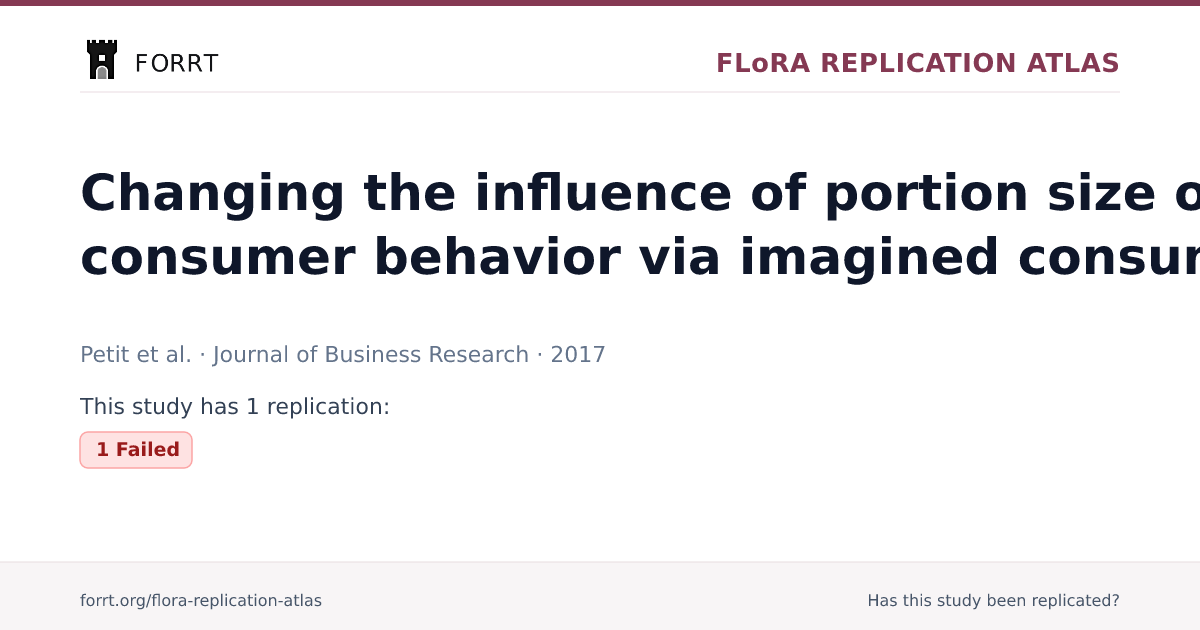 FORRT
FLoRA REPLICATION ATLAS
Changing the influence of portion size
consumer behavior via imagined
Petit et al. · Journal of Business Research · 2017
This study has 1 replication:
1 Failed
forrt.org/flora-replication-atlas
Has this study been replicated?